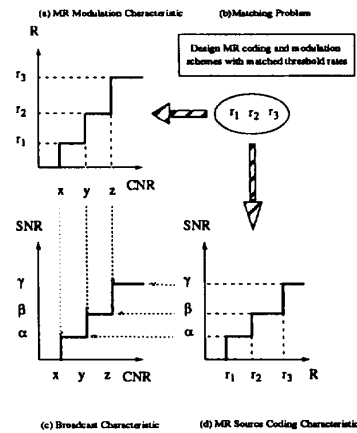 (a) MR Modulation Characteristic
(b) Matching Problem
R
Design MR coding and modulation
schemes with matched threshold rates
r3
r2
r1
r1 r2 r3
x y z CNR
SNR
SNR
γ
β
α
γ
β
α
x y z CNR
r1 r2 r3 R
(c) Broadcast Characteristic
(d) MR Source Coding Characteristic